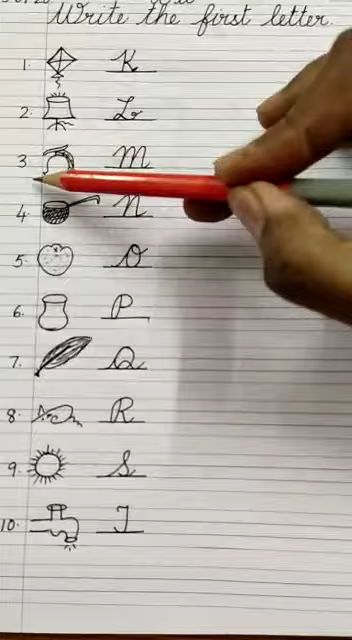 Write the first letter.
1. K
2. L
3 M
4. N
5. O
6. P
7. Q
8. R
9. S
10. T